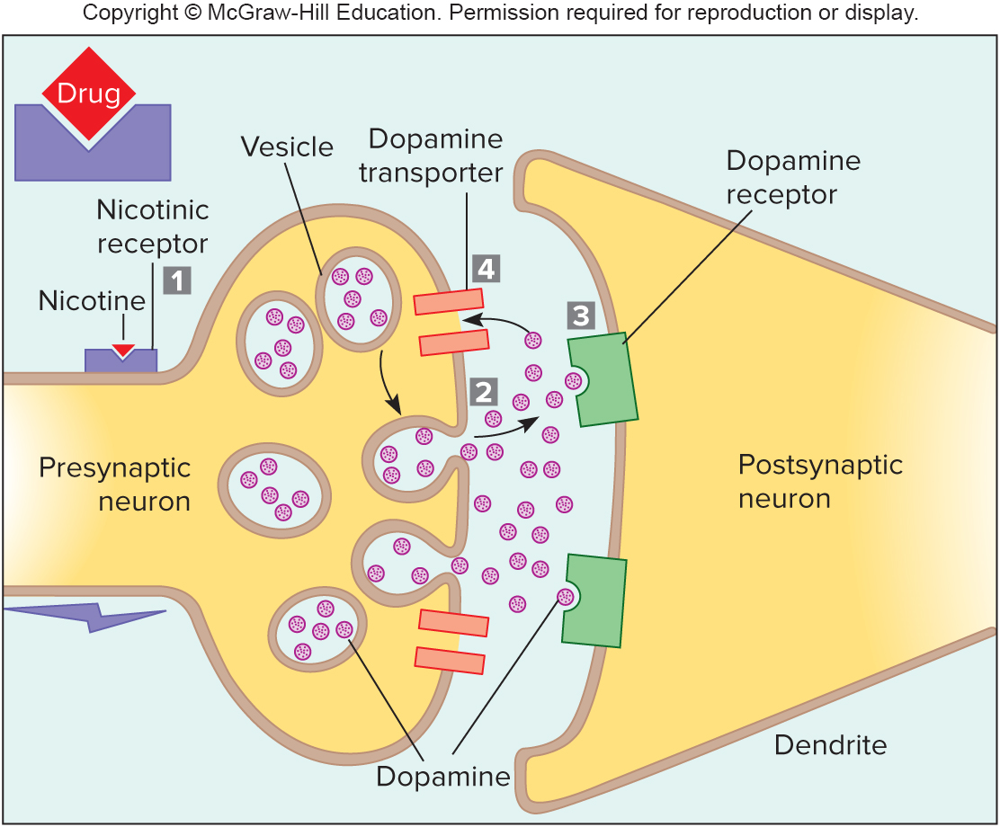 Copyright © McGraw-Hill Education. Permission required for reproduction or display.
Drug
Vesicle
Dopamine
transporter
Dopamine
receptor
Nicotinic
receptor
1
Nicotine
4
3
2
Presynaptic
neuron
Postsynaptic
neuron
Dendrite
Dopamine